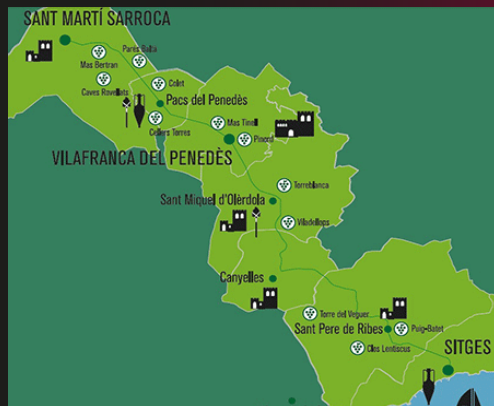 SANT MARTÍ SARROCA
Parés Baltà
Mas Bertran
Celler
Caves Rovellats
Pacs del Penedès
Cellers Torres
Mas Tinell
Pinord
VILAFRANCA DEL PENEDÈS
Torreblanca
Sant Miquel d'Olèrdola
Viladellops
Canyelles
Torre del Veguer
Sant Pere de Ribes
Puig-Batet
Clos Lentiscus
SITGES